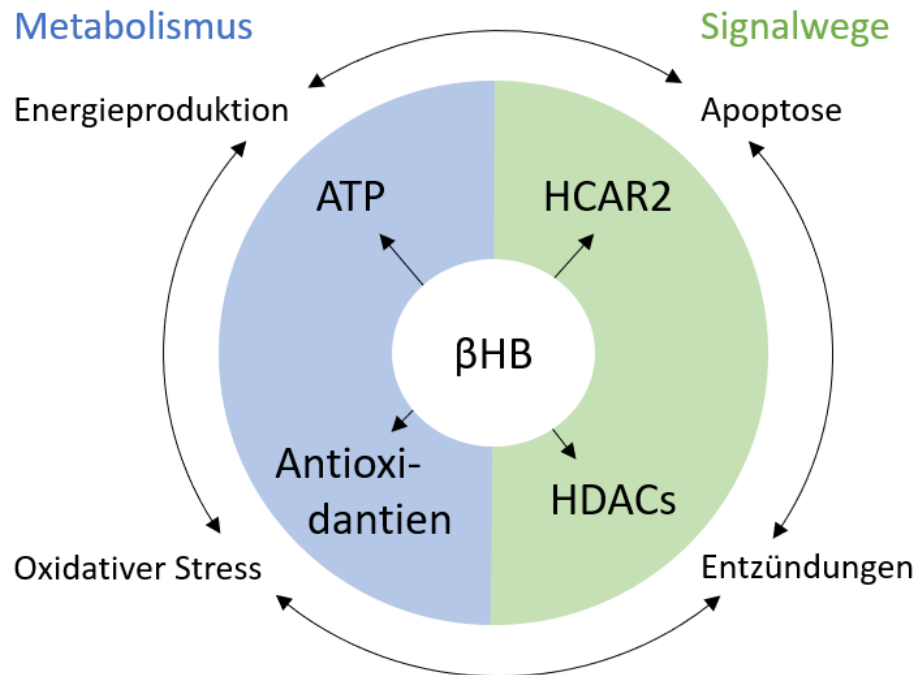 Metabolismus
Signalwege
Energieproduktion
Apoptose
ATP
HCAR2
βHB
Antioxi-
dantien
HDACs
Oxidativer Stress
Entzündungen